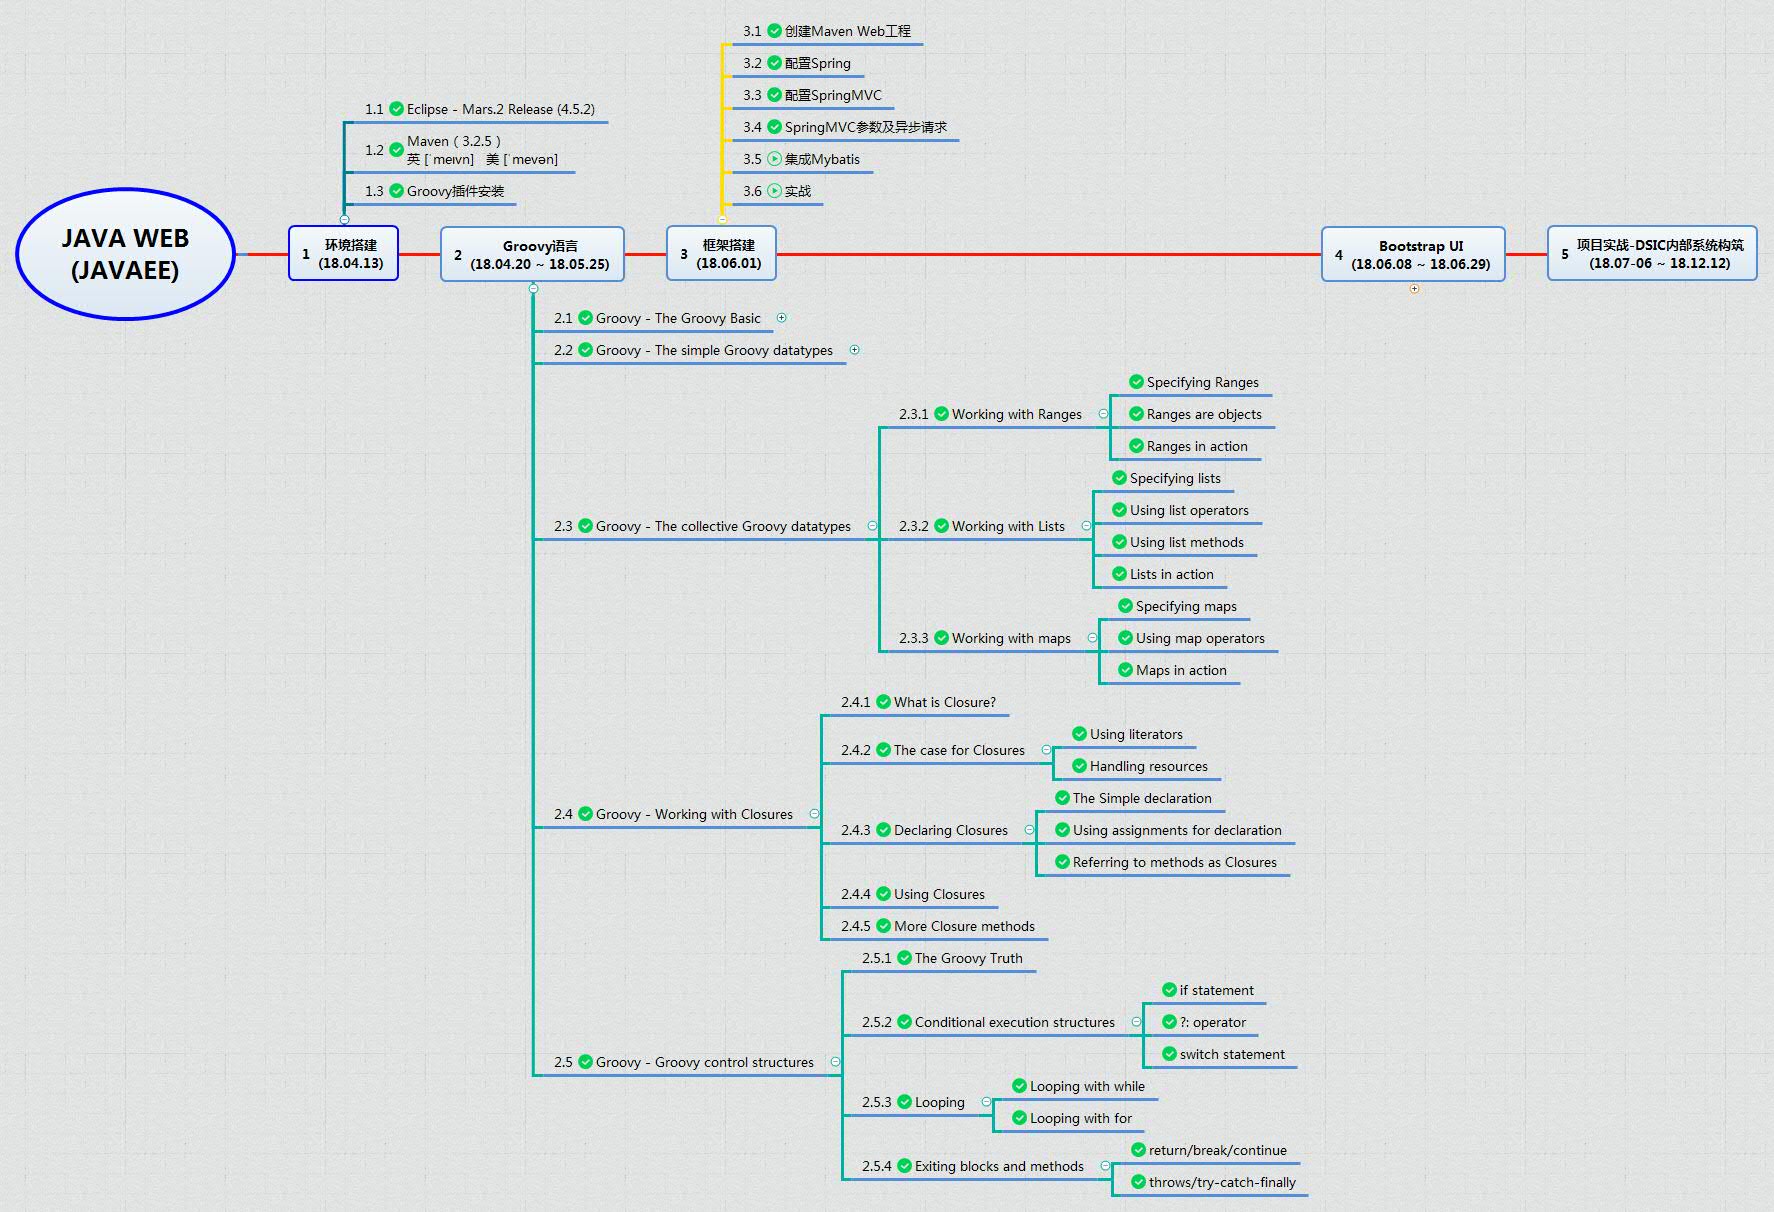 JAVA WEB
(JAVAEE)
1 环境搭建
(18.04.13)
1.1 Eclipse - Mars.2 Release (4.5.2)
1.2 Maven ( 3.2.5 )
英 [ˈmeɪvn] 美 [ˈmevən]
1.3 Groovy插件安装
2 Groovy语言
(18.04.20 ~ 18.05.25)
2.1 Groovy - The Groovy Basic
2.2 Groovy - The simple Groovy datatypes
2.3 Groovy - The collective Groovy datatypes
2.3.1 Working with Ranges
Specifying Ranges
Ranges are objects
Ranges in action
2.3.2 Working with Lists
Specifying lists
Using list operators
Using list methods
Lists in action
2.3.3 Working with maps
Specifying maps
Using map operators
Maps in action
2.4 Groovy - Working with Closures
2.4.1 What is Closure?
2.4.2 The case for Closures
Using literators
Handling resources
2.4.3 Declaring Closures
The Simple declaration
Using assignments for declaration
Referring to methods as Closures
2.4.4 Using Closures
2.4.5 More Closure methods
2.5 Groovy - Groovy control structures
2.5.1 The Groovy Truth
2.5.2 Conditional execution structures
if statement
?: operator
switch statement
2.5.3 Looping
Looping with while
Looping with for
2.5.4 Exiting blocks and methods
return/break/continue
throws/try-catch-finally
3 框架搭建
(18.06.01)
3.1 创建Maven Web工程
3.2 配置Spring
3.3 配置SpringMVC
3.4 SpringMVC参数及异步请求
3.5 集成Mybatis
3.6 实战
4 Bootstrap UI
(18.06.08 ~ 18.06.29)
5 项目实战-DSIC内部系统构筑
(18.07-06 ~ 18.12.12)